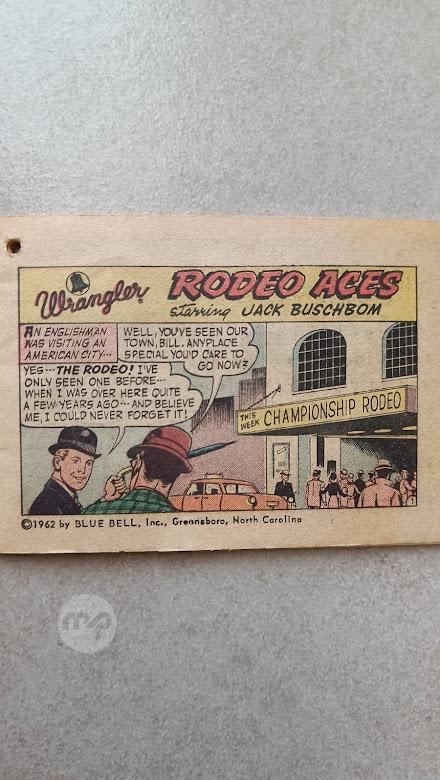 Wrangler®
RODEO ACES
starring JACK BUSCHBOM
AN ENGLISHMAN
WAS VISITING AN
AMERICAN CITY---
WELL, YOU'VE SEEN OUR
TOWN, BILL. ANYPLACE
SPECIAL YOU'D CARE TO
GO NOW?
YES---THE RODEO! I'VE
ONLY SEEN ONE BEFORE---
WHEN I WAS OVER HERE QUITE
A FEW YEARS AGO---AND BELIEVE
ME, I COULD NEVER FORGET IT!
THIS
WEEK
CHAMPIONSHIP RODEO
©1962 by BLUE BELL, Inc., Greensboro, North Carolina
mp